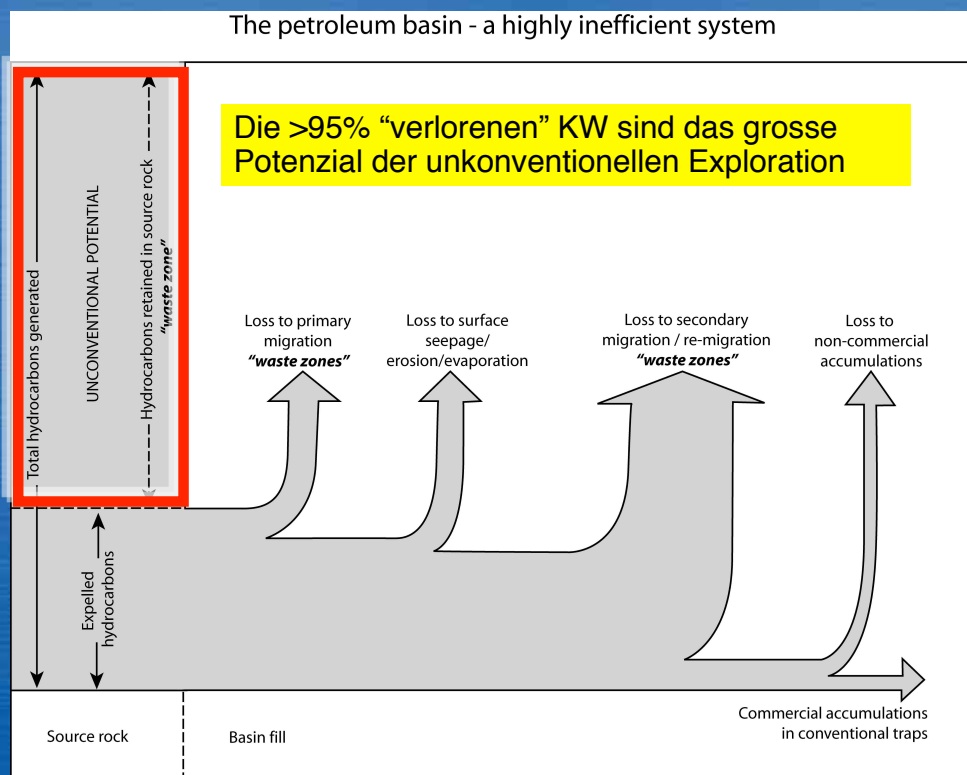 The petroleum basin - a highly inefficient system
Die >95% “verlorenen” KW sind das grosse
Potenzial der unkonventionellen Exploration
Total hydrocarbons generated
UNCONVENTIONAL POTENTIAL
Hydrocarbons retained in source rock
“waste zone”
Loss to primary
migration
“waste zones”
Loss to surface
seepage/
erosion/evaporation
Loss to secondary
migration / re-migration
“waste zones”
Loss to
non-commercial
accumulations
Expelled
hydrocarbons
Commercial accumulations
in conventional traps
Source rock
Basin fill